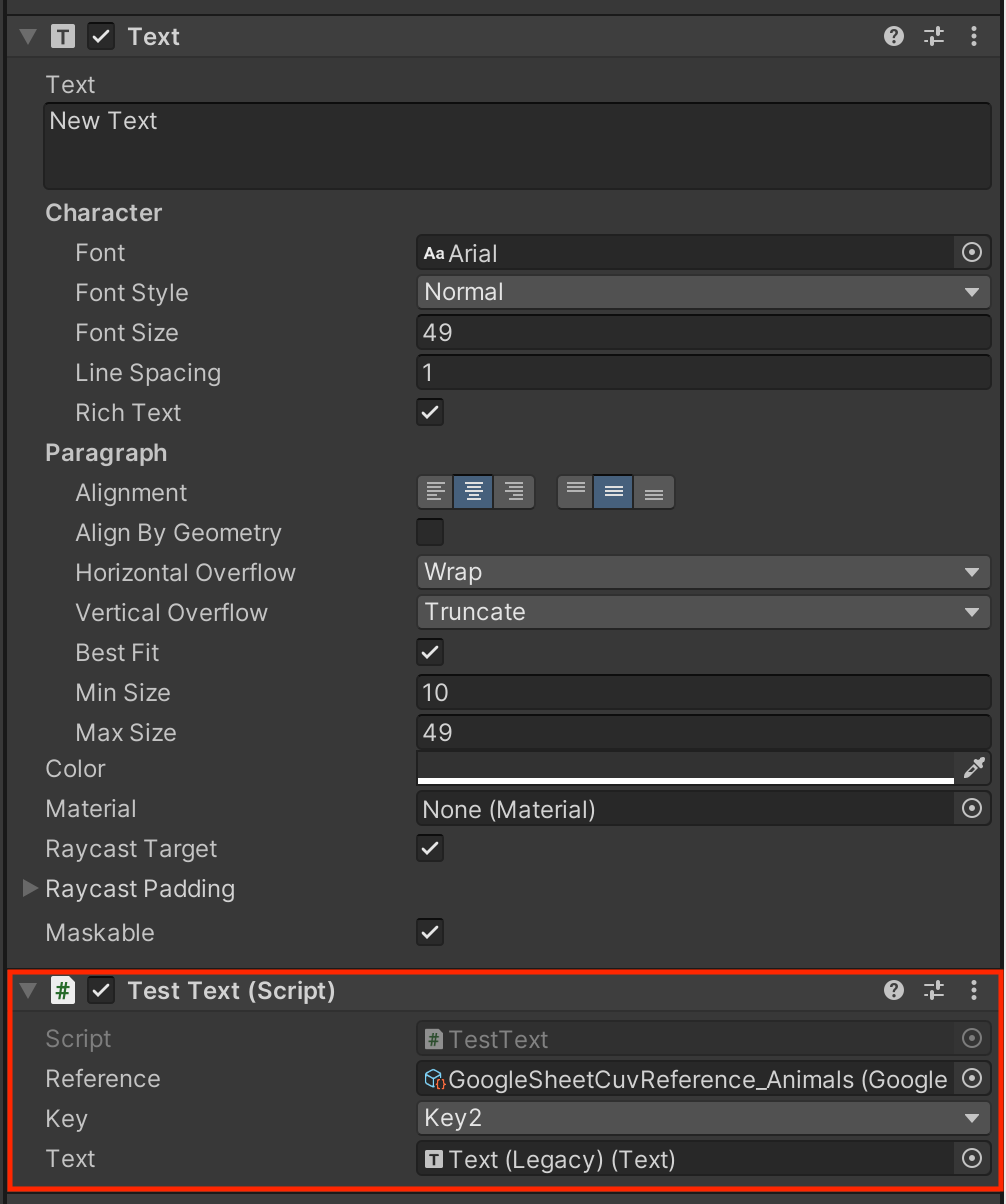 Text
Text
New Text
Character
Font Aa Arial
Font Style Normal
Font Size 49
Line Spacing 1
Rich Text
Paragraph
Alignment
Align By Geometry
Horizontal Overflow Wrap
Vertical Overflow Truncate
Best Fit
Min Size 10
Max Size 49
Color
Material None (Material)
Raycast Target
Raycast Padding
Maskable
# Test Text (Script)
Script # TestText
Reference GoogleSheetCuvReference_Animals (Google
Key Key2
Text T Text (Legacy) (Text)